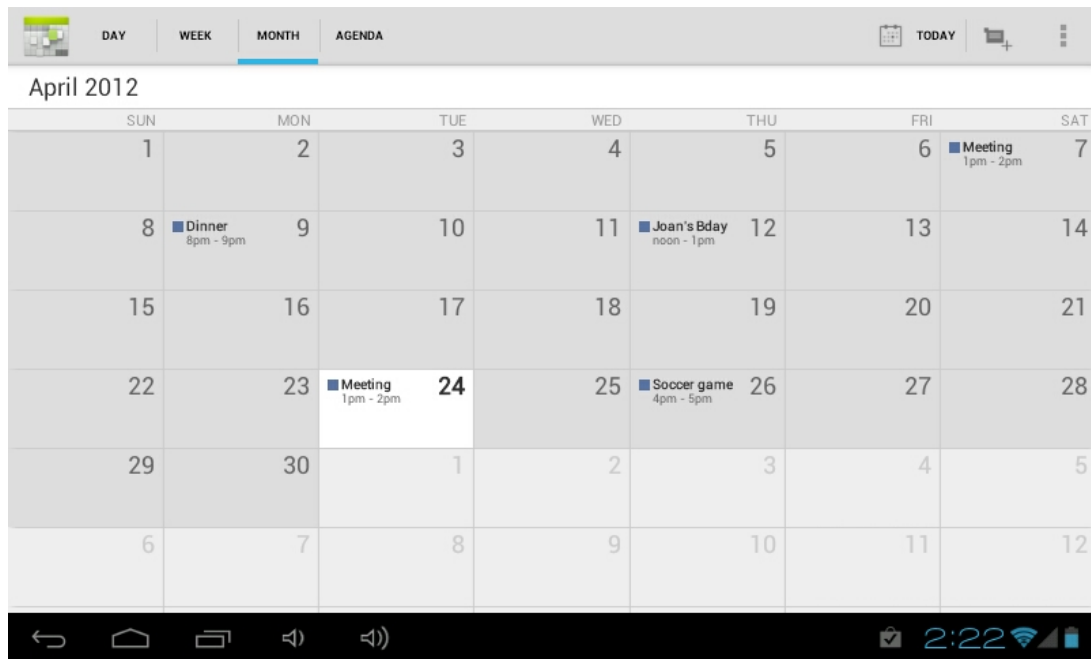 DAY WEEK MONTH AGENDA TODAY
April 2012
SUN MON TUE WED THU FRI SAT
1 2 3 4 5 6 Meeting 7
1pm - 2pm
8 Dinner 9 10 11 Joan's Bday 12 13 14
8pm - 9pm noon - 1pm
15 16 17 18 19 20 21
22 23 Meeting 24 25 Soccer game 26 27 28
1pm - 2pm 4pm - 5pm
29 30 1 2 3 4 5
6 7 8 9 10 11 12
2:22